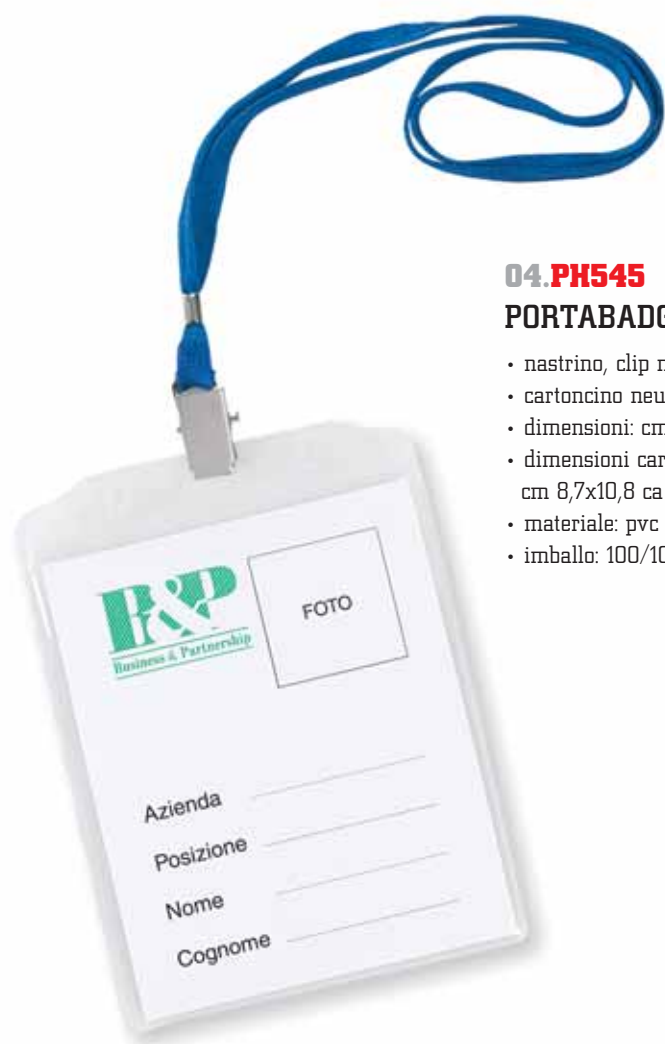 04.PH545
PORTABADG
• nastrino, clip m
• cartoncino neu
• dimensioni: cm
• dimensioni car
cm 8,7x10,8 ca
• materiale: pvc
• imballo: 100/10
B&P
Business & Partnership
FOTO
Azienda
Posizione
Nome
Cognome